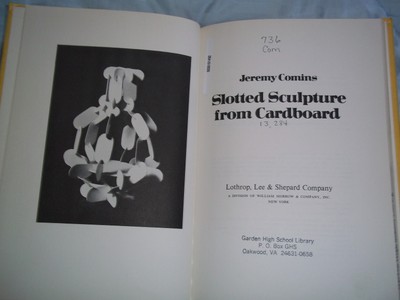 736
Com
Jeremy Comins
Slotted Sculpture
from Cardboard
13,294
Lothrop, Lee & Shepard Company
A DIVISION OF WILLIAM MORROW & COMPANY, INC.
NEW YORK
Garden High School Library
P. O. Box GHS
Oakwood, VA 24631-0658